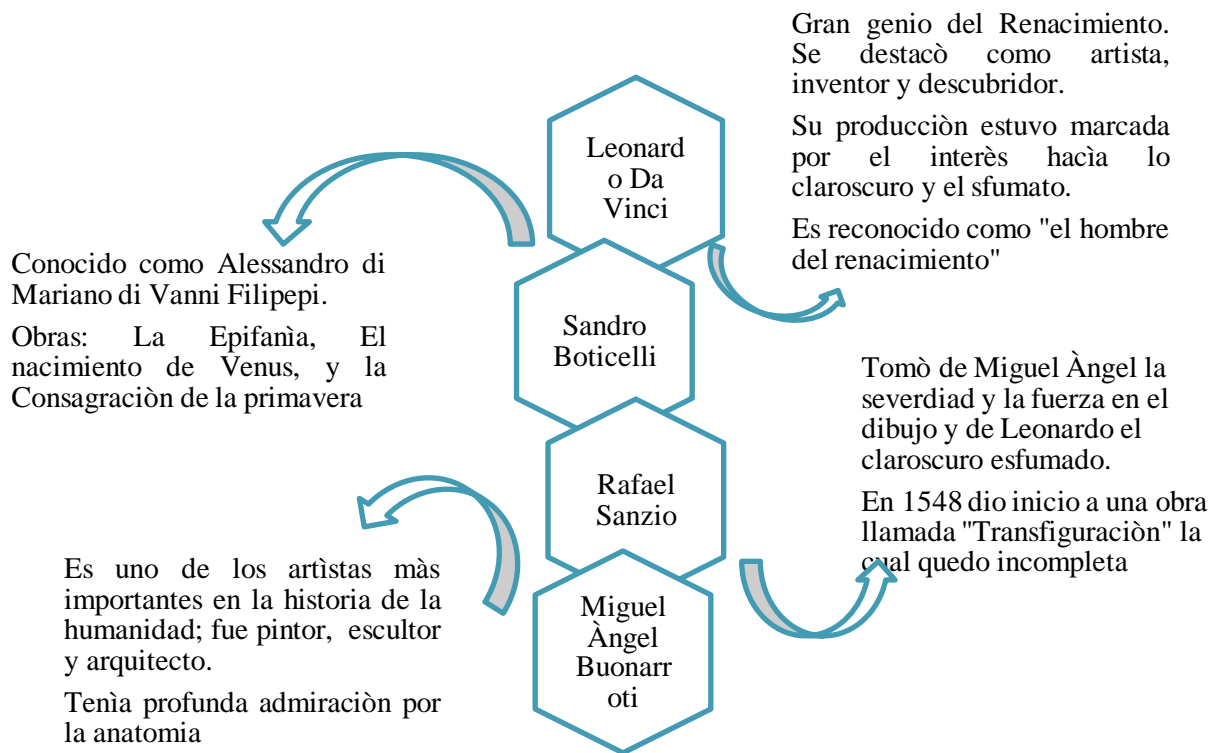 Gran genio del Renacimiento.
Se destacò como artista,
inventor y descubridor.
Su producciòn estuvo marcada
por el interès hacìa lo
claroscuro y el sfumato.
Es reconocido como "el hombre
del renacimiento"
Leonard
o Da
Vinci
Conocido como Alessandro di
Mariano di Vanni Filipepi.
Obras: La Epifanìa, El
nacimiento de Venus, y la
Consagraciòn de la primavera
Sandro
Boticelli
Tomò de Miguel Àngel la
severdiad y la fuerza en el
dibujo y de Leonardo el
claroscuro esfumado.
En 1548 dio inicio a una obra
llamada "Transfiguraciòn" la
cual quedo incompleta
Rafael
Sanzio
Es uno de los artìstas màs
importantes en la historia de la
humanidad; fue pintor, escultor
y arquitecto.
Tenìa profunda admiraciòn por
la anatomia
Miguel
Àngel
Buonarr
oti